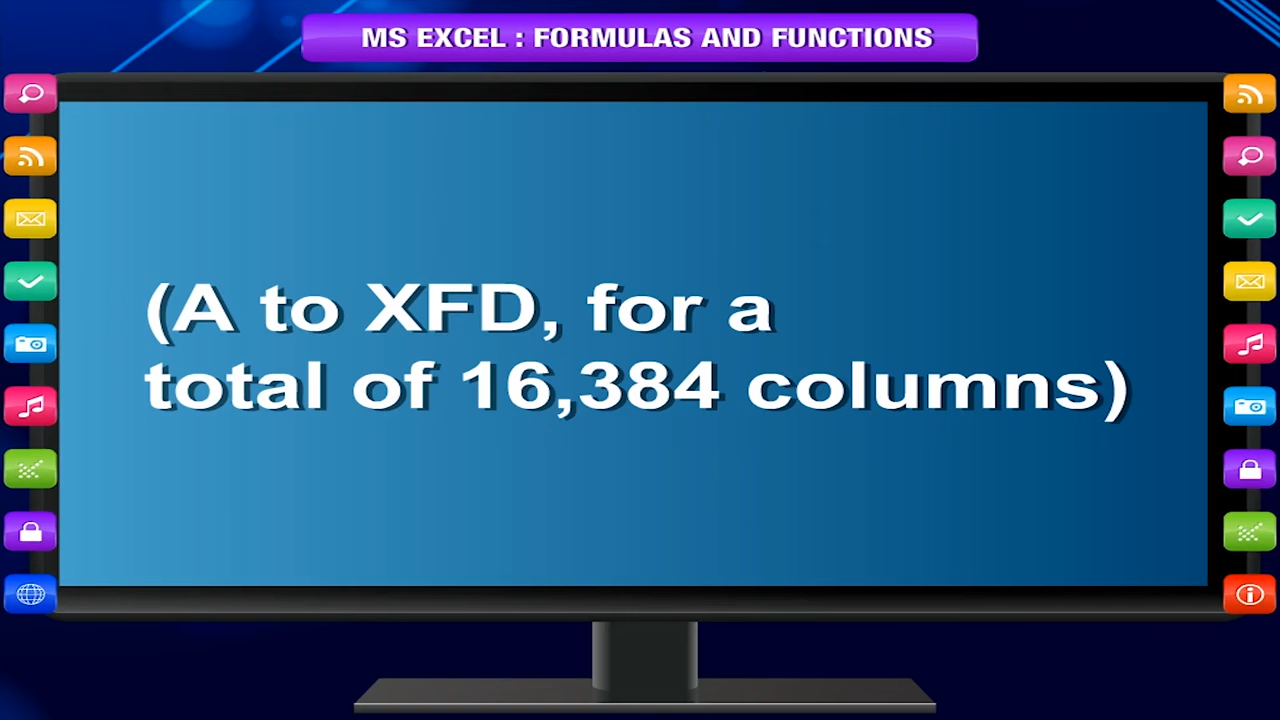 MS EXCEL : FORMULAS AND FUNCTIONS
(A to XFD, for a
total of 16,384 columns)